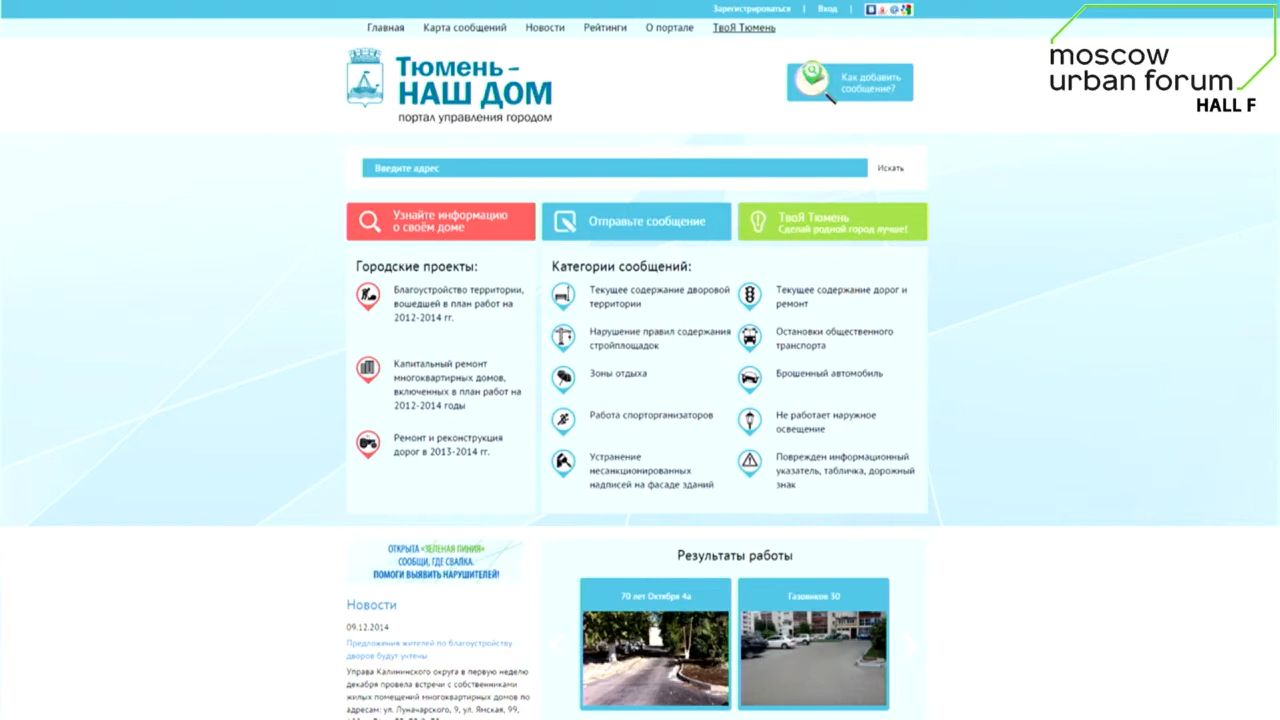 Зарегистрироваться | Вход |
Главная Карта сообщений Новости Рейтинги О портале ТвоЯ Тюмень
moscow
urban forum
HALL F
Тюмень –
НАШ ДОМ
портал управления городом
Как добавить
сообщение?
Введите адрес
Искать
Узнайте информацию
о своём доме
Отправьте сообщение
ТвоЯ Тюмень
Сделай родной город лучше!
Городские проекты:
Благоустройство территории,
вошедшей в план работ на
2012-2014 гг.
Капитальный ремонт
многоквартирных домов,
включенных в план работ на
2012-2014 годы
Ремонт и реконструкция
дорог в 2013-2014 гг.
Категории сообщений:
Текущее содержание дворовой
территории
Нарушение правил содержания
стройплощадок
Зоны отдыха
Работа спорторганизаторов
Устранение
несанкционированных
надписей на фасаде зданий
Текущее содержание дорог и
ремонт
Остановки общественного
транспорта
Брошенный автомобиль
Не работает наружное
освещение
Поврежден информационный
указатель, табличка, дорожный
знак
ОТКРЫТА «ЗЕЛЕНАЯ ЛИНИЯ»
СООБЩИ, ГДЕ СВАЛКА.
ПОМОГИ ВЫЯВИТЬ НАРУШИТЕЛЕЙ!
Новости
09.12.2014
Предложения жителей по благоустройству
дворов будут учтены
Управа Калининского округа в первую неделю
декабря провела встречи с собственниками
жилых помещений многоквартирных домов по
адресам: ул. Луначарского, 9, ул. Ямская, 99,
Результаты работы
70 лет Октября 4а
Газовиков 30